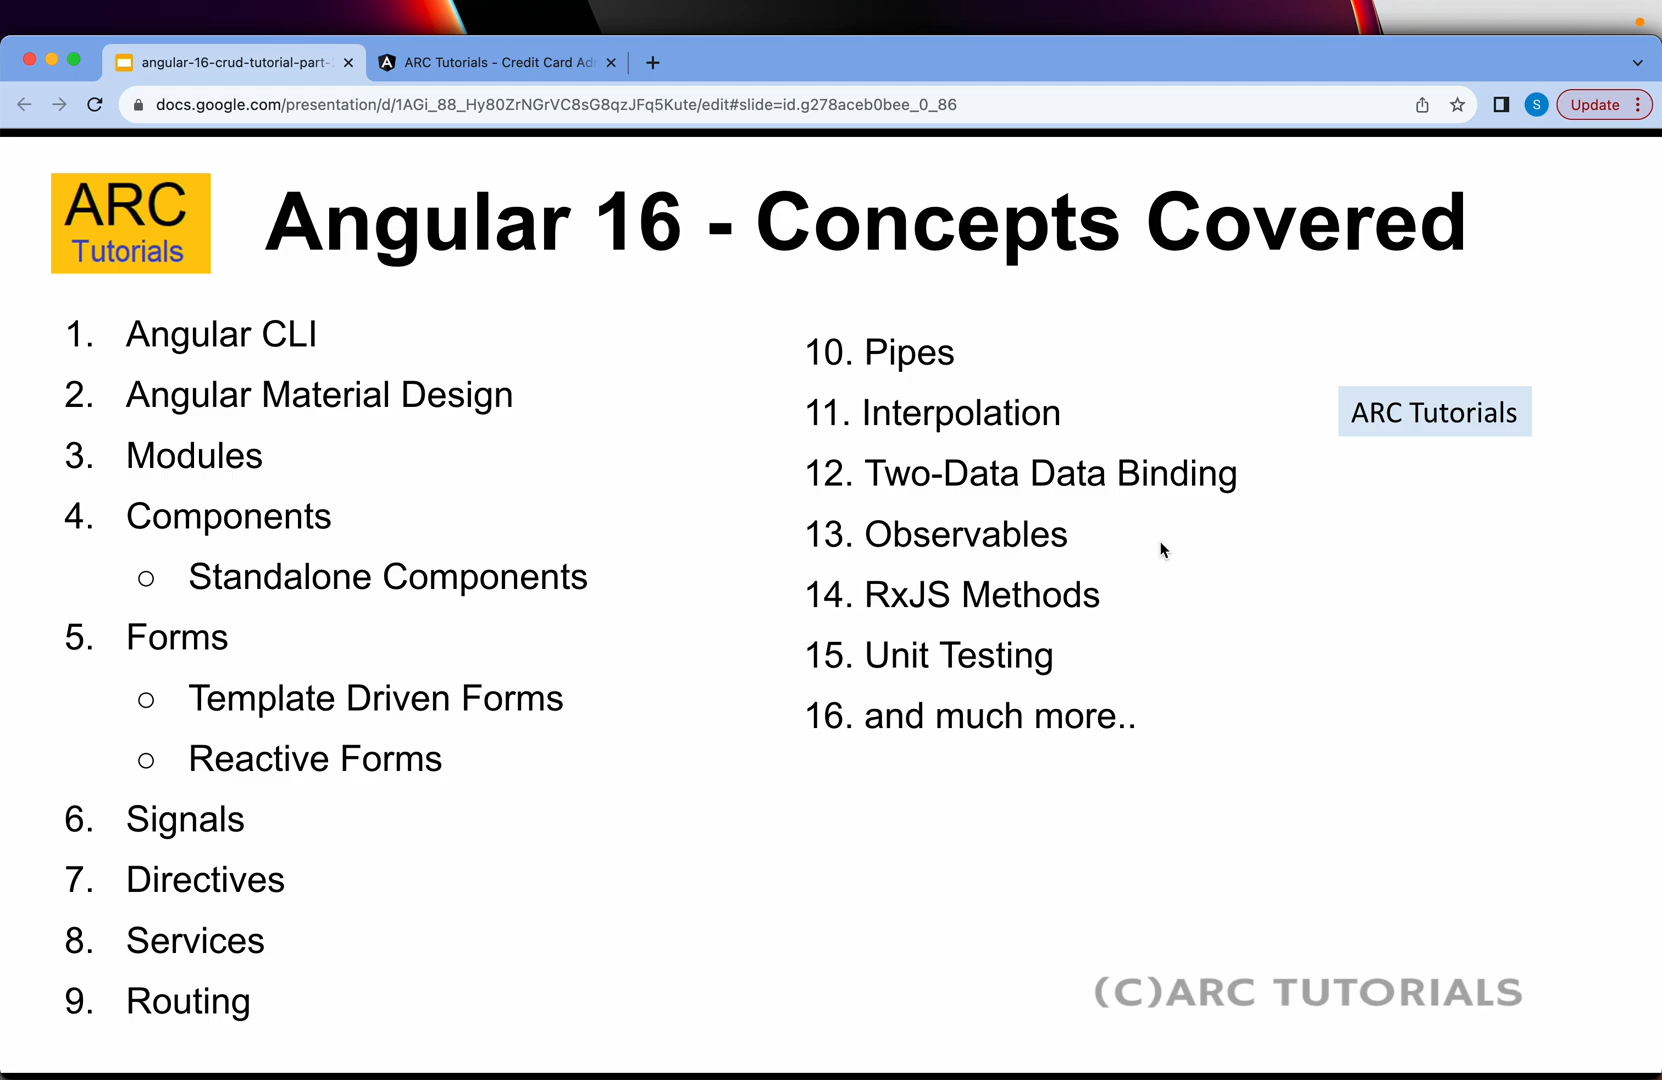 angular-16-crud-tutorial-part-
ARC Tutorials - Credit Card Ad
docs.google.com/presentation/d/1AGi_88_Hy80ZrNGrVC8sG8qzJFq5Kute/edit#slide=id.g278aceb0bee_0_86
S
Update
ARC
Tutorials
Angular 16 - Concepts Covered
1. Angular CLI
2. Angular Material Design
3. Modules
4. Components
○ Standalone Components
5. Forms
○ Template Driven Forms
○ Reactive Forms
6. Signals
7. Directives
8. Services
9. Routing
10. Pipes
11. Interpolation
12. Two-Data Data Binding
13. Observables
14. RxJS Methods
15. Unit Testing
16. and much more..
ARC Tutorials
(C)ARC TUTORIALS